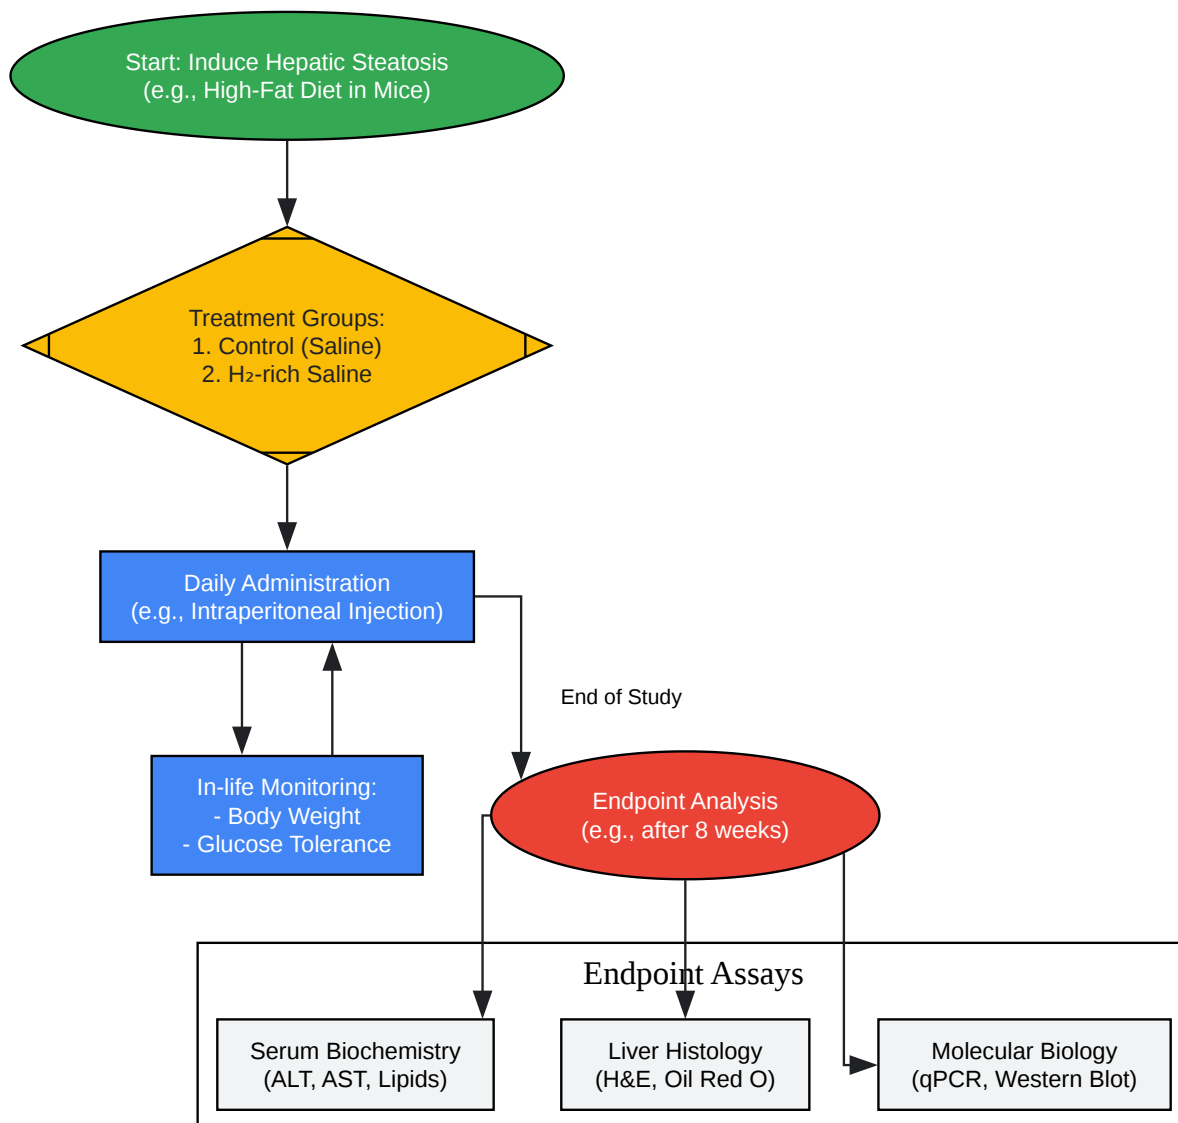 Start: Induce Hepatic Steatosis
(e.g., High-Fat Diet in Mice)
Treatment Groups:
1. Control (Saline)
2. H₂-rich Saline
Daily Administration
(e.g., Intraperitoneal Injection)
End of Study
In-life Monitoring:
- Body Weight
- Glucose Tolerance
Endpoint Analysis
(e.g., after 8 weeks)
Endpoint Assays
Serum Biochemistry
(ALT, AST, Lipids)
Liver Histology
(H&E, Oil Red O)
Molecular Biology
(qPCR, Western Blot)